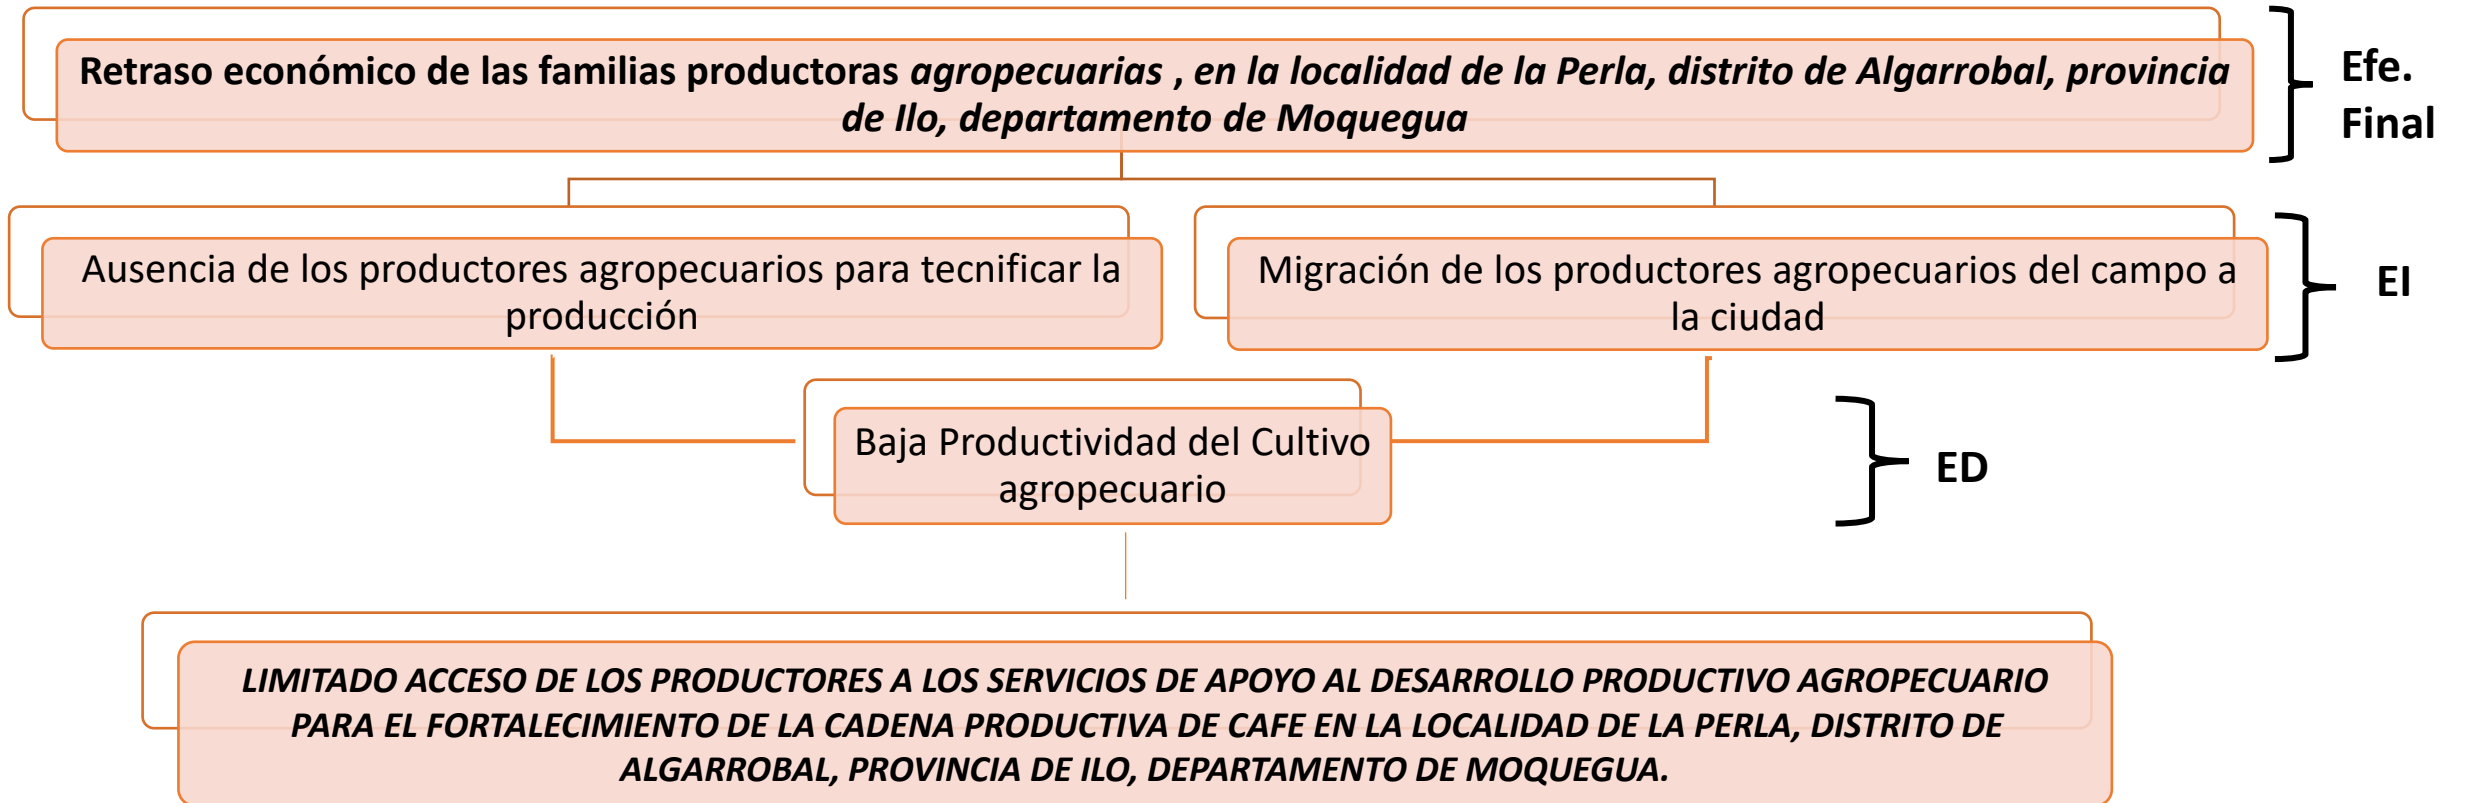 Retraso económico de las familias productoras agropecuarias , en la localidad de la Perla, distrito de Algarrobal, provincia
de Ilo, departamento de Moquegua
Efe.
Final
Ausencia de los productores agropecuarios para tecnificar la
producción
Migración de los productores agropecuarios del campo a
la ciudad
EI
Baja Productividad del Cultivo
agropecuario
ED
LIMITADO ACCESO DE LOS PRODUCTORES A LOS SERVICIOS DE APOYO AL DESARROLLO PRODUCTIVO AGROPECUARIO
PARA EL FORTALECIMIENTO DE LA CADENA PRODUCTIVA DE CAFE EN LA LOCALIDAD DE LA PERLA, DISTRITO DE
ALGARROBAL, PROVINCIA DE ILO, DEPARTAMENTO DE MOQUEGUA.